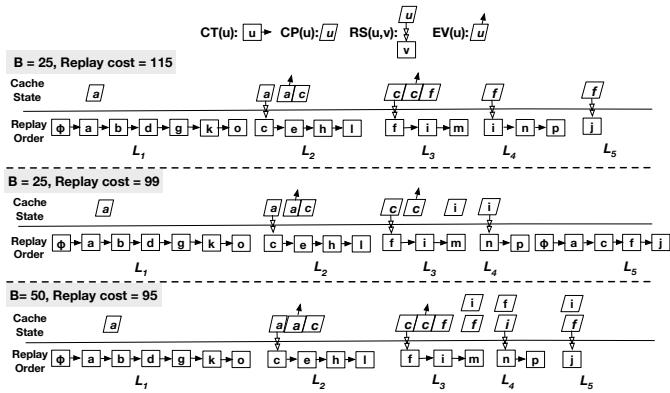 CT(u): u CP(u): u RS(u,v): u v EV(u): u
B = 25, Replay cost = 115
Cache State a a a c c c f f f
Replay Order ϕ a b d g k o c e h l f i m i n p j
L1 L2 L3 L4 L5
B = 25, Replay cost = 99
Cache State a a a c c c i i
Replay Order ϕ a b d g k o c e h l f i m n p ϕ a c f j
L1 L2 L3 L4 L5
B= 50, Replay cost = 95
i f i
Cache State a a a c c c f f i f
Replay Order ϕ a b d g k o c e h l f i m n p j
L1 L2 L3 L4 L5